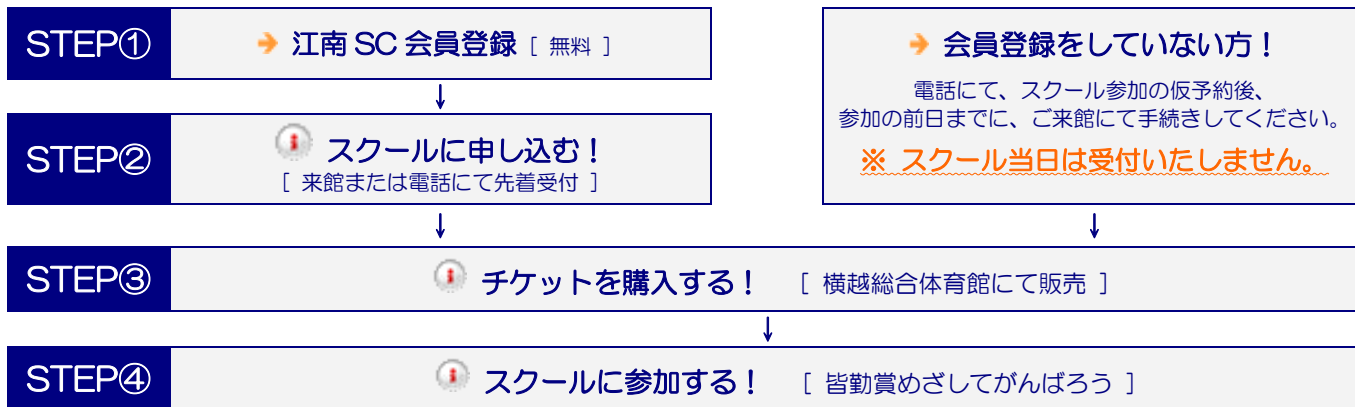 STEP① 江南 SC 会員登録 [ 無料 ]
STEP② スクールに申し込む！
[ 来館または電話にて先着受付 ]
会員登録をしていない方！
電話にて、スクール参加の仮予約後、
参加の前日までに、ご来館にて手続きしてください。
※ スクール当日は受付いたしません。
STEP③ チケットを購入する！ [ 横越総合体育館にて販売 ]
STEP④ スクールに参加する！ [ 皆勤賞めざしてがんばろう ]